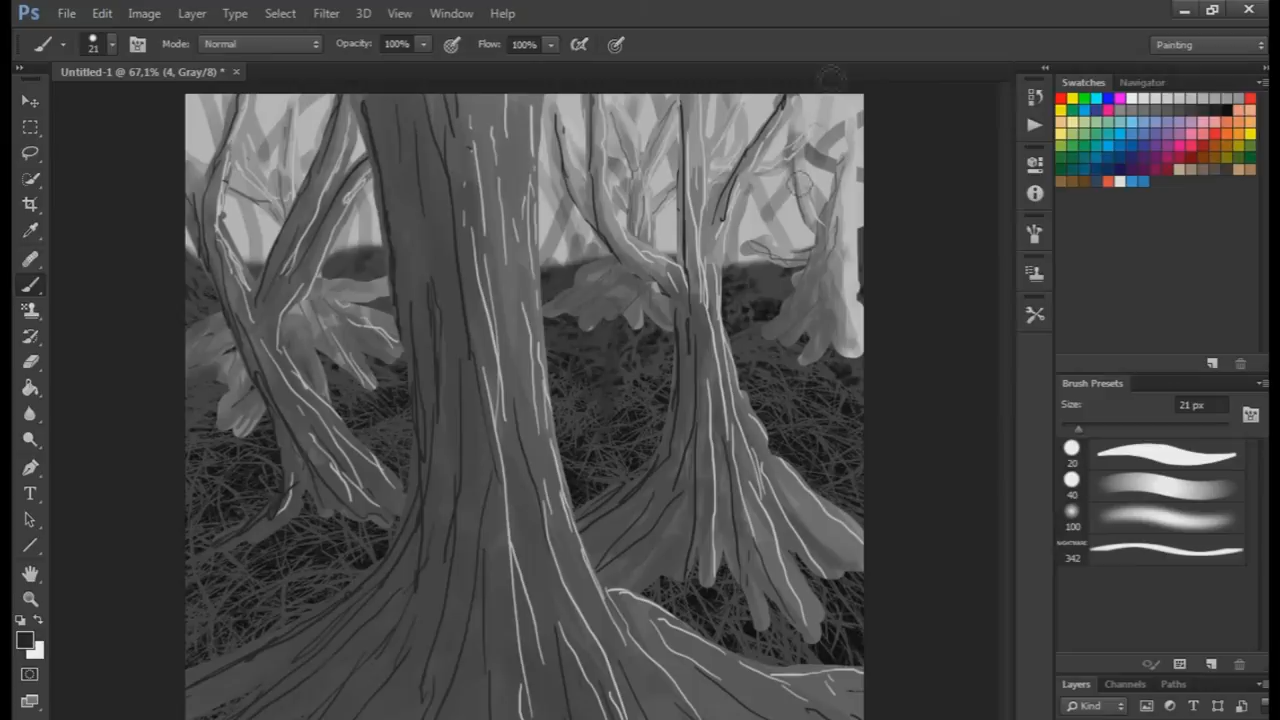 Ps File Edit Image Layer Type Select Filter 3D View Window Help
21 Mode: Normal Opacity: 100% Flow: 100% Painting
Untitled-1 @ 67,1% (4, Gray/8) * ×
Swatches Navigator
Brush Presets
Size: 21 px
20
40
100
342
Layers Channels Paths
Kind